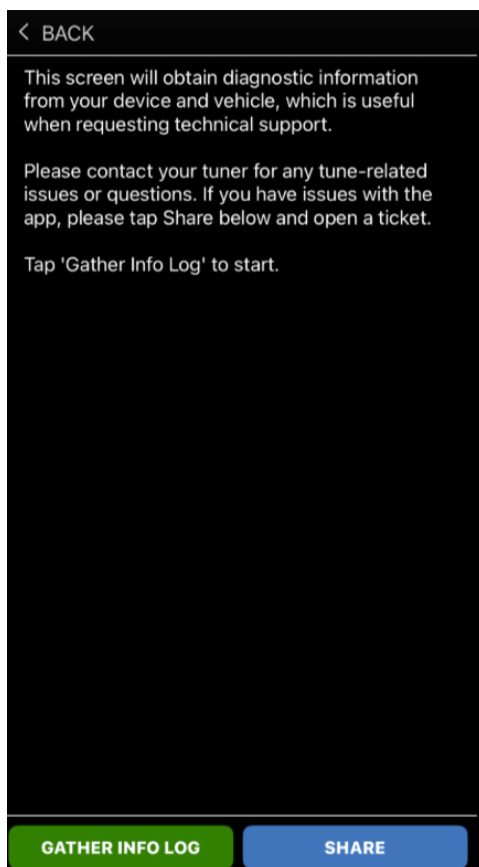 < BACK
This screen will obtain diagnostic information
from your device and vehicle, which is useful
when requesting technical support.
Please contact your tuner for any tune-related
issues or questions. If you have issues with the
app, please tap Share below and open a ticket.
Tap 'Gather Info Log' to start.
GATHER INFO LOG
SHARE